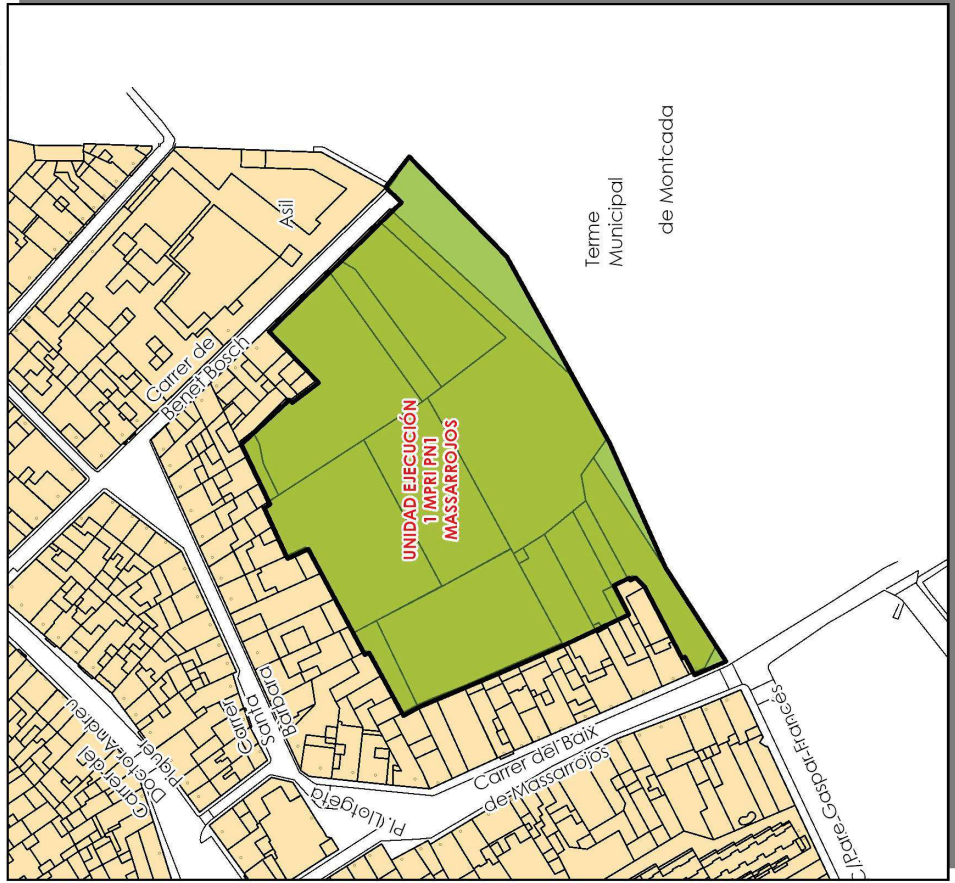 Asil
Terme
Municipal
de Montcada
Carrer de
Benet Bosch
UNIDAD EJECUCIÓN
1 MPRI PN1
MASSARROJOS
Carrer del
Doctor Andreu
Piquer
Carrer
Santa
Bàrbara
Pl. Llotgeta
Carrer del Baix
de Massarrojos
C/Pare Gaspar Francés